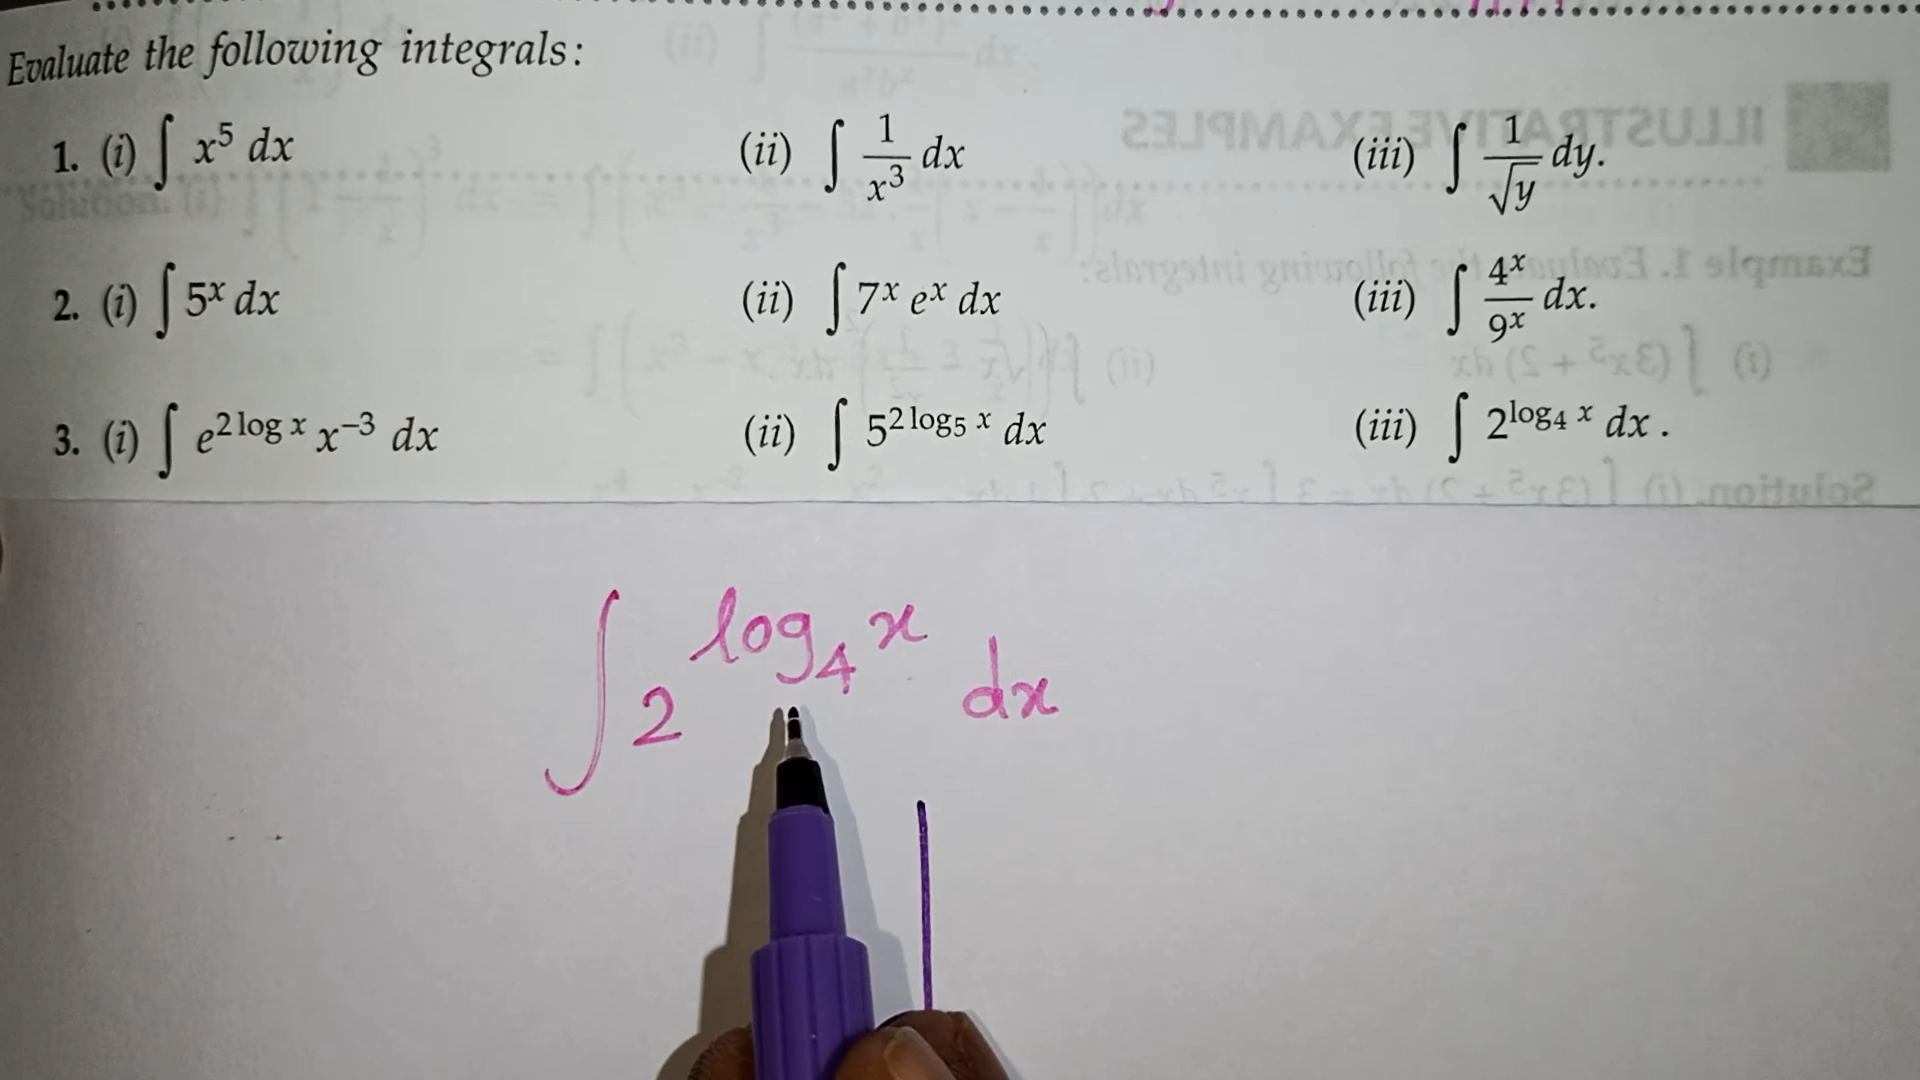 Evaluate the following integrals:
1. (i) ∫ x⁵ dx (ii) ∫ 1/x³ dx (iii) ∫ 1/√y dy.
2. (i) ∫ 5ˣ dx (ii) ∫ 7ˣ eˣ dx (iii) ∫ 4ˣ/9ˣ dx.
3. (i) ∫ e^{2 log x} x⁻³ dx (ii) ∫ 5^{2 log₅ x} dx (iii) ∫ 2^{log₄ x} dx .
∫ 2^{log₄ x} dx